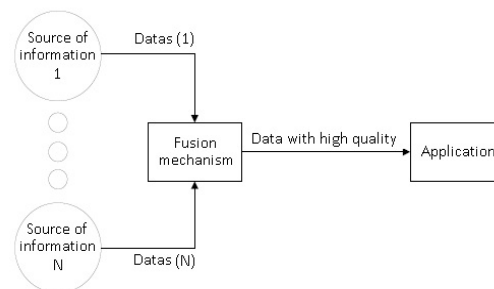 Source of
information
1
Datas (1)
Fusion
mechanism
Data with high quality
Application
Source of
information
N
Datas (N)